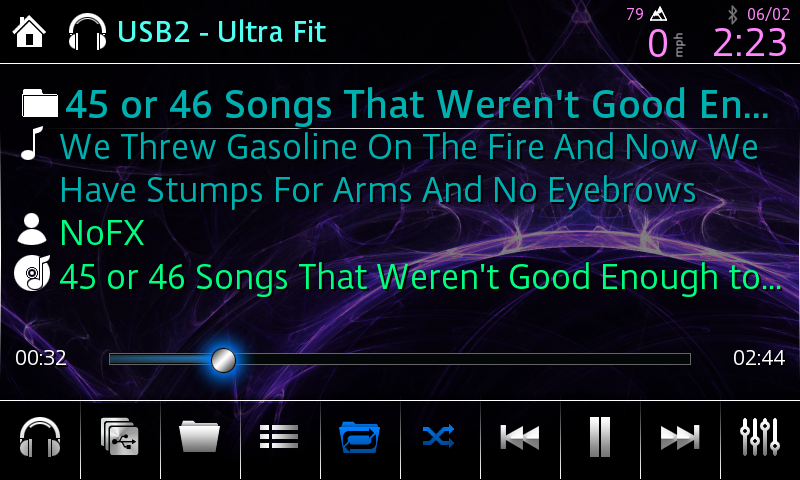 USB2 - Ultra Fit
79
0 mph
06/02
2:23
45 or 46 Songs That Weren't Good En...
We Threw Gasoline On The Fire And Now We
Have Stumps For Arms And No Eyebrows
NoFX
45 or 46 Songs That Weren't Good Enough to...
00:32
02:44